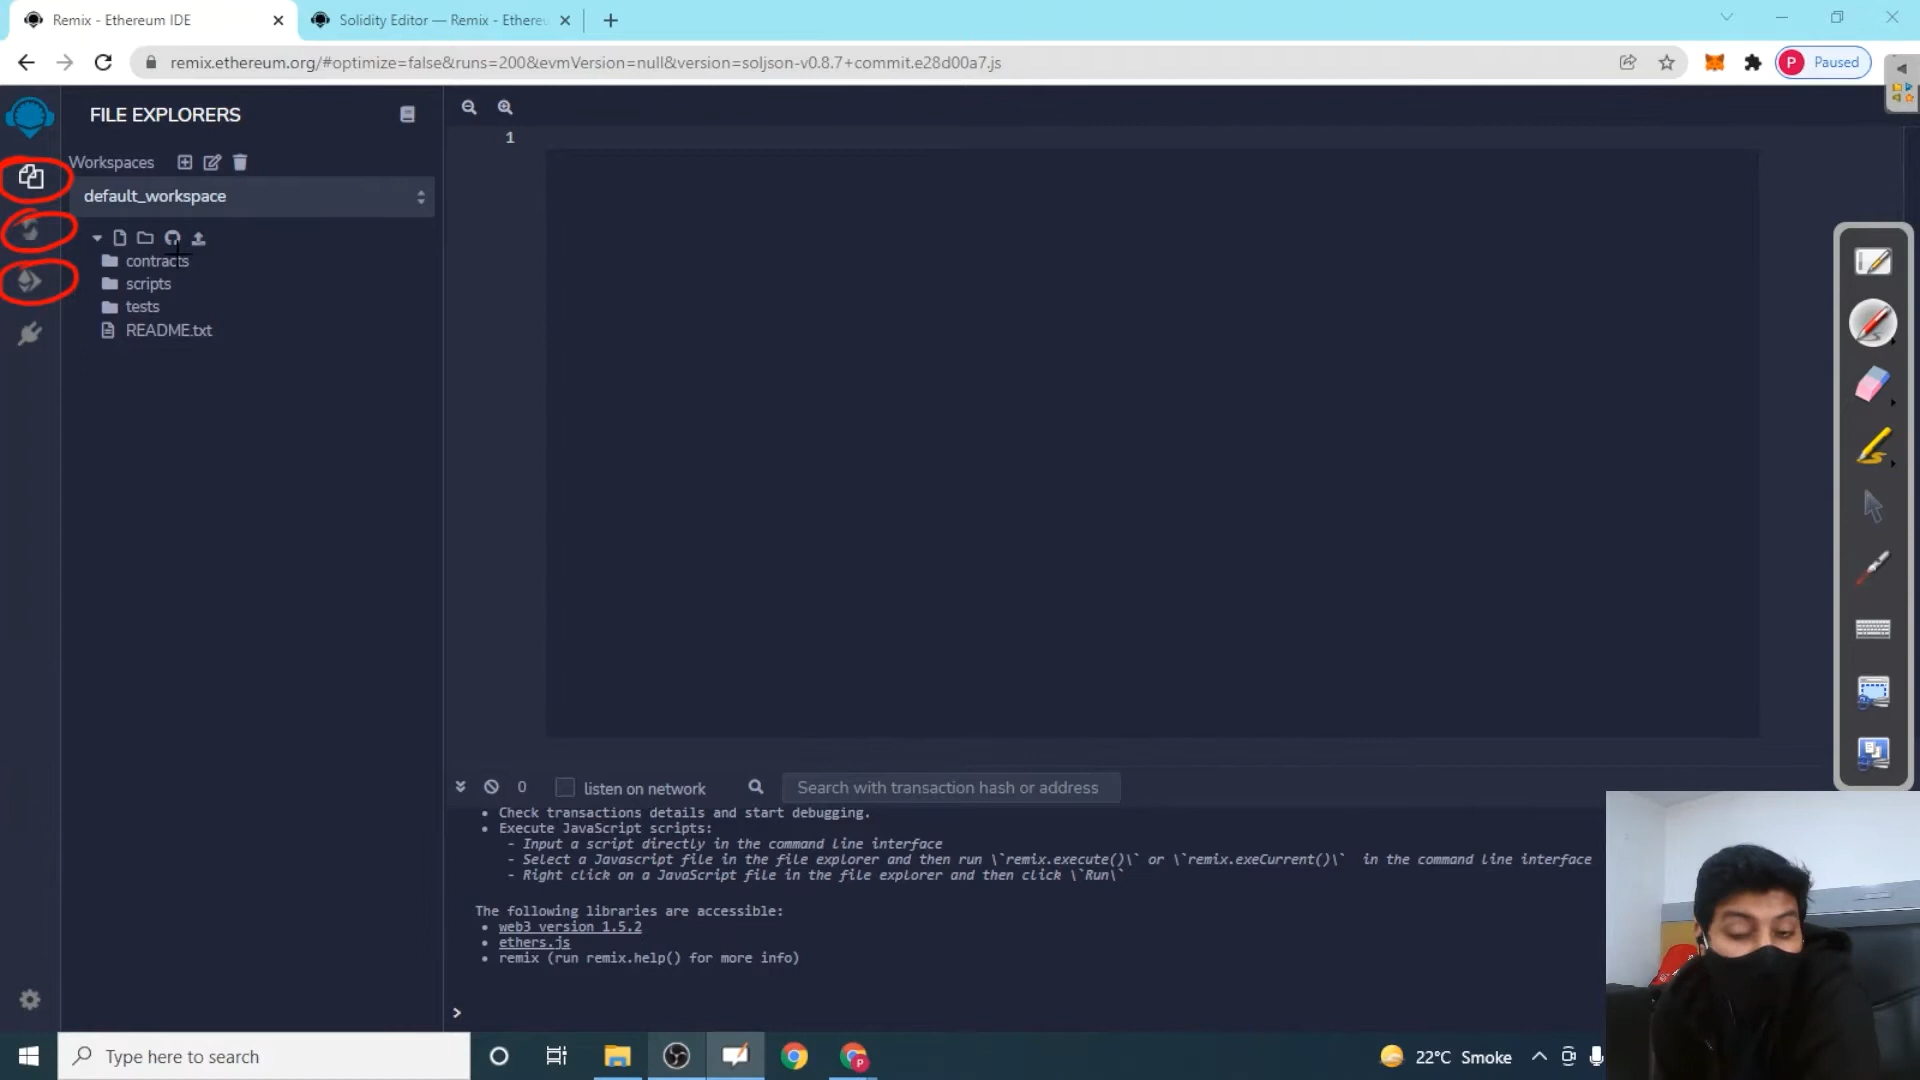 Remix - Ethereum IDE
Solidity Editor — Remix - Ethere
remix.ethereum.org/#optimize=false&runs=200&evmVersion=null&version=soljson-v0.8.7+commit.e28d00a7.js
P Paused
FILE EXPLORERS
Workspaces
default_workspace
contracts
scripts
tests
README.txt
1
0 listen on network Search with transaction hash or address
• Check transactions details and start debugging.
• Execute JavaScript scripts:
- Input a script directly in the command line interface
- Select a Javascript file in the file explorer and then run \`remix.execute()\` or \`remix.exeCurrent()\` in the command line interface
- Right click on a JavaScript file in the file explorer and then click \`Run\`
The following libraries are accessible:
• web3 version 1.5.2
• ethers.js
• remix (run remix.help() for more info)
>
Type here to search
22°C Smoke